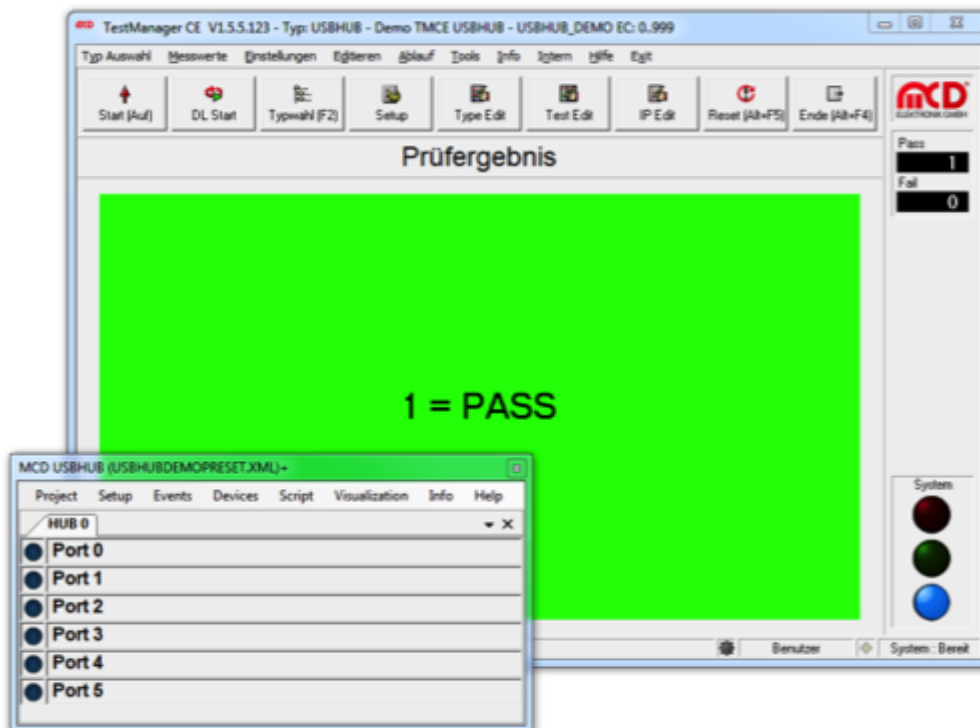 TestManager CE V1.5.5.123 - Typ: USBHUB - Demo TMCE USBHUB - USBHUB_DEMO EC: 0..999
Typ Auswahl Messwerte Einstellungen Editieren Ablauf Tools Info Intern Hilfe Exit
Start (Auf) DL Start Typwahl (F2) Setup Type Edit Test Edit IP Edit Reset (Alt+F5) Ende (Alt+F4)
MCD
ELEKTRONIK GMBH
Prüfergebnis
Pass
1
Fail
0
1 = PASS
MCD USBHUB (USBHUBDEMOPRESET.XML)+
Project Setup Events Devices Script Visualization Info Help
HUB 0
Port 0
Port 1
Port 2
Port 3
Port 4
Port 5
System
Benutzer
System : Bereit